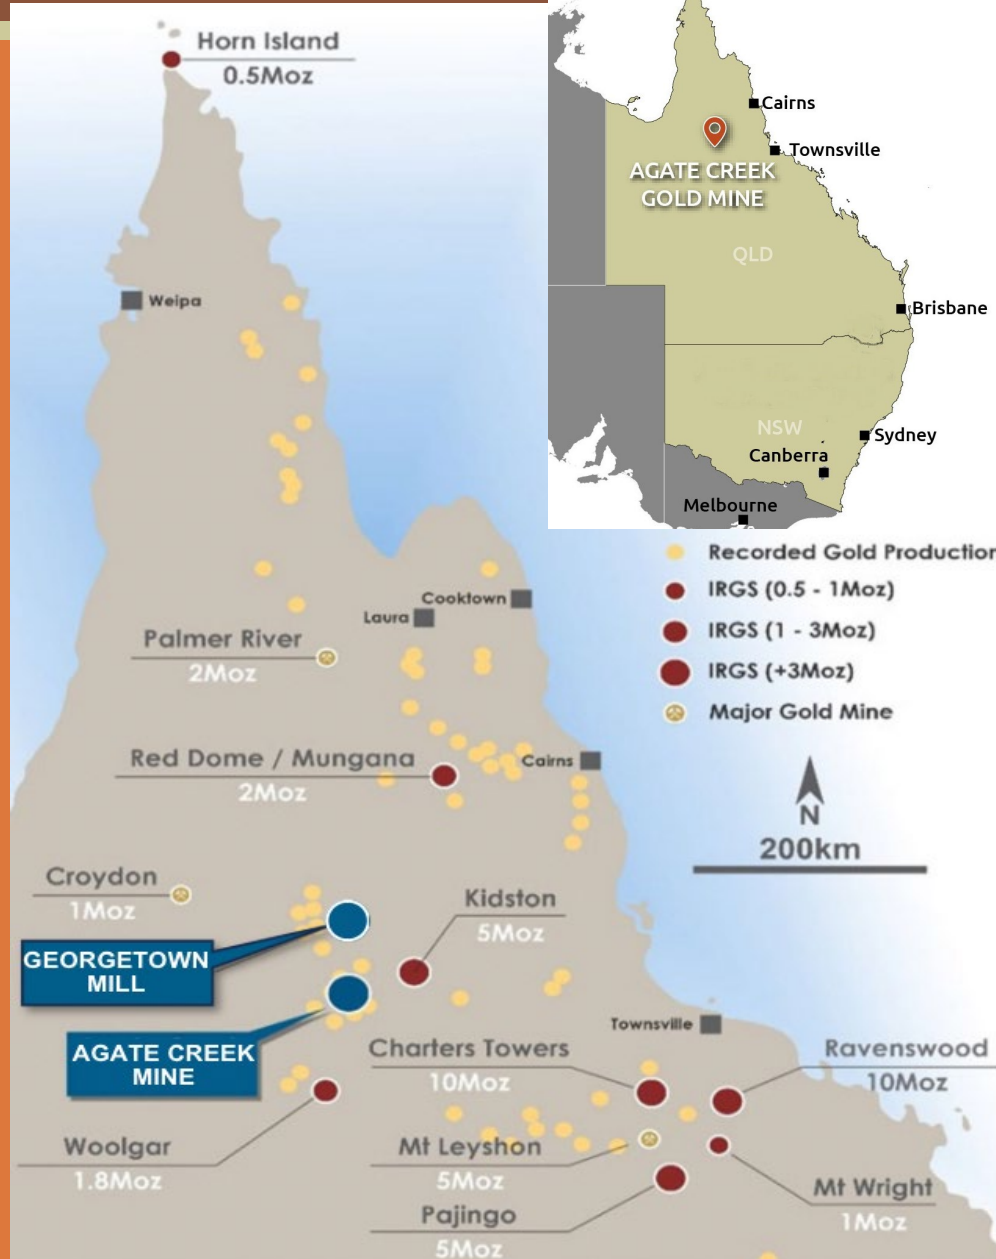 Horn Island
0.5Moz
Weipa
Cairns
Townsville
AGATE CREEK
GOLD MINE
QLD
Brisbane
NSW
Sydney
Canberra
Melbourne
Recorded Gold Production
IRGS (0.5 - 1Moz)
IRGS (1 - 3Moz)
IRGS (+3Moz)
Major Gold Mine
N
200km
Cooktown
Laura
Palmer River
2Moz
Red Dome / Mungana
2Moz
Cairns
Croydon
1Moz
Kidston
5Moz
GEORGETOWN
MILL
AGATE CREEK
MINE
Townsville
Charters Towers
10Moz
Ravenswood
10Moz
Woolgar
1.8Moz
Mt Leyshon
5Moz
Mt Wright
1Moz
Pajingo
5Moz